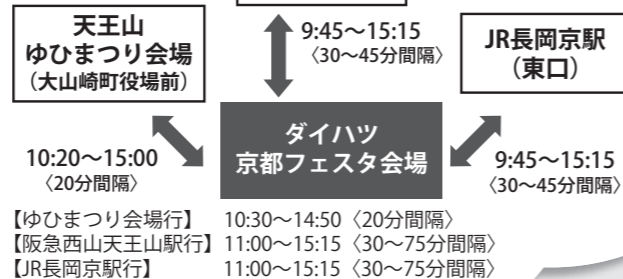 天王山
ゆひまつり会場
（大山崎町役場前）
9:45〜15:15
〈30〜45分間隔〉
JR長岡京駅
（東口）
ダイハツ
京都フェスタ会場
10:20〜15:00
〈20分間隔〉
9:45〜15:15
〈30〜45分間隔〉
【ゆひまつり会場行】 10:30〜14:50〈20分間隔〉
【阪急西山天王山駅行】 11:00〜15:15〈30〜75分間隔〉
【JR長岡京駅行】 11:00〜15:15〈30〜75分間隔〉